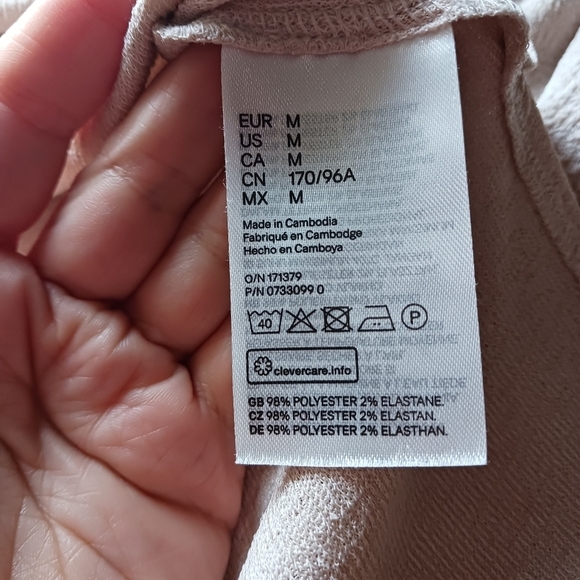 EUR M
US M
CA M
CN 170/96A
MX M
Made in Cambodia
Fabriqué en Cambodge
Hecho en Camboya
O/N 171379
P/N 0733099 0
40 P
clevercare.info
GB 98% POLYESTER 2% ELASTANE.
CZ 98% POLYESTER 2% ELASTAN.
DE 98% POLYESTER 2% ELASTHAN.